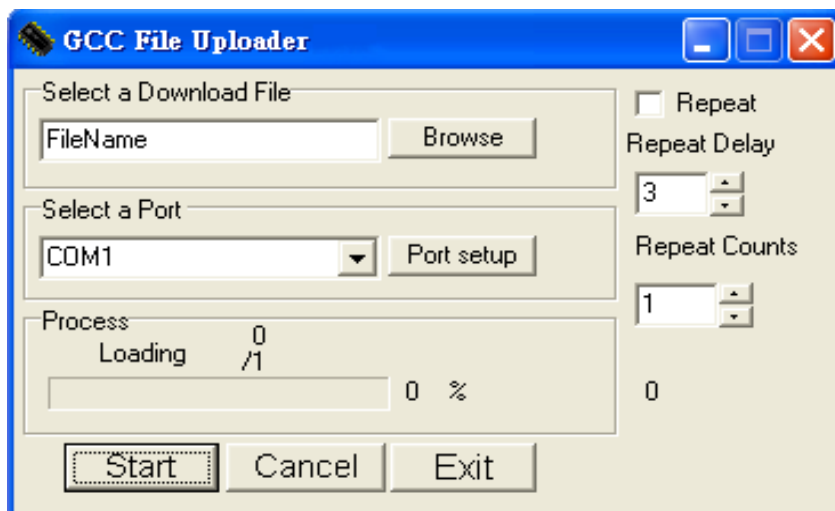 GCC File Uploader
Select a Download File
FileName
Browse
Select a Port
COM1
Port setup
Process
Loading
0
/1
0 %
Start
Cancel
Exit
Repeat
Repeat Delay
3
Repeat Counts
1
0